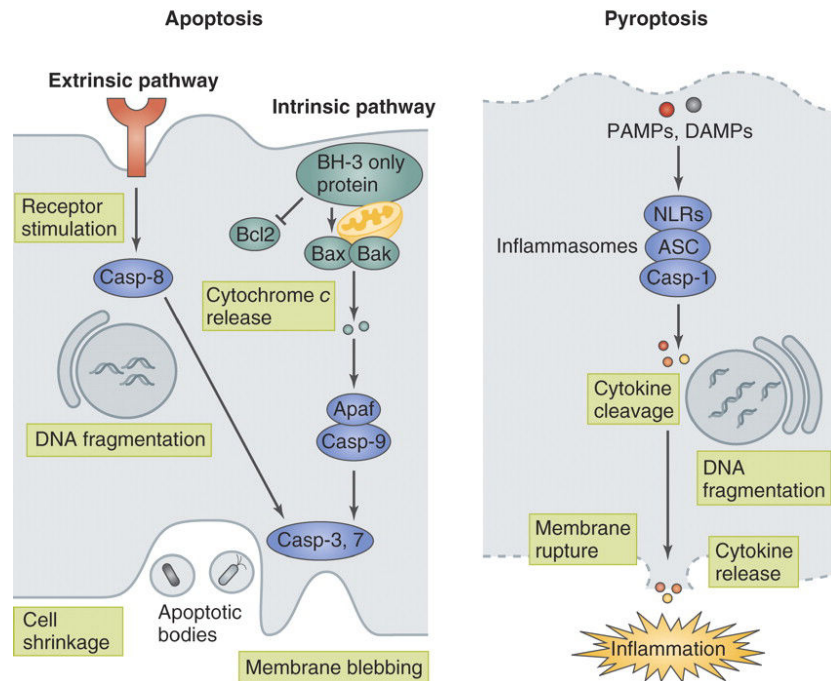 Apoptosis
Extrinsic pathway
Intrinsic pathway
Receptor
stimulation
BH-3 only
protein
Bcl2
Bax
Bak
Casp-8
Cytochrome c
release
DNA fragmentation
Apaf
Casp-9
Casp-3, 7
Apoptotic
bodies
Cell
shrinkage
Membrane blebbing
Pyroptosis
PAMPs, DAMPs
NLRs
Inflammasomes
ASC
Casp-1
Cytokine
cleavage
DNA
fragmentation
Membrane
rupture
Cytokine
release
Inflammation